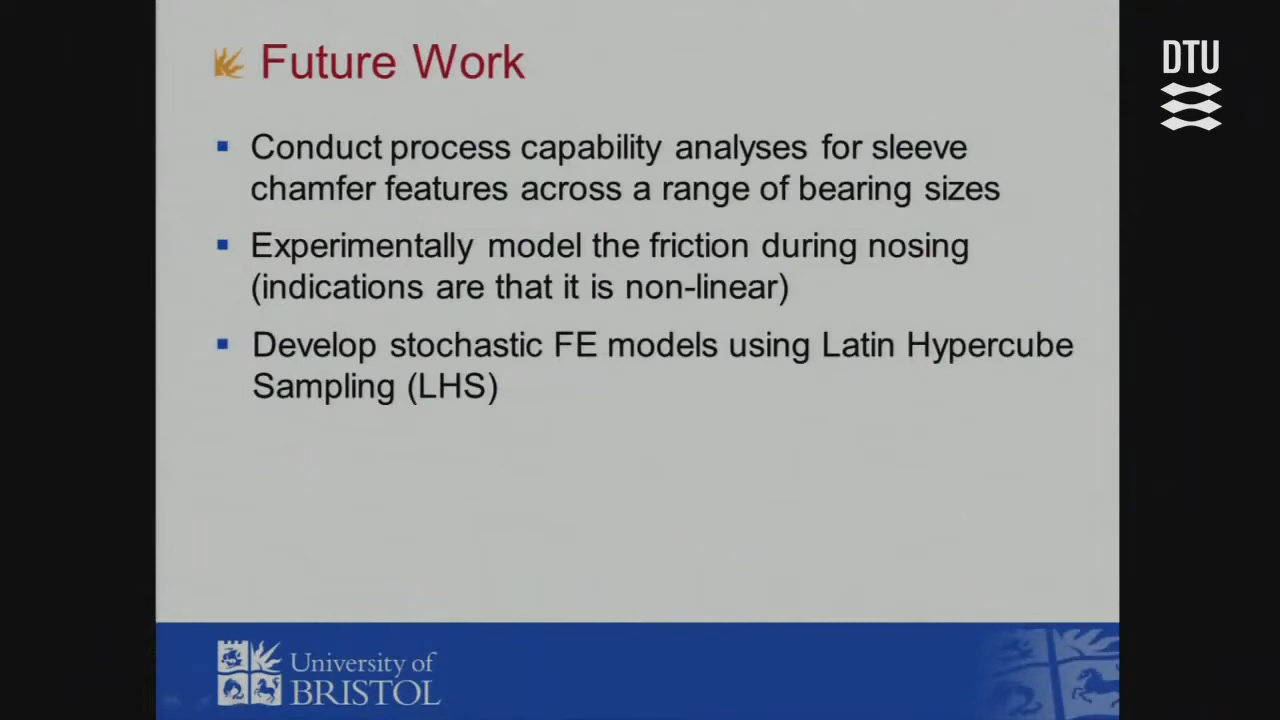 Future Work
DTU
Conduct process capability analyses for sleeve
chamfer features across a range of bearing sizes
Experimentally model the friction during nosing
(indications are that it is non-linear)
Develop stochastic FE models using Latin Hypercube
Sampling (LHS)
University of
BRISTOL